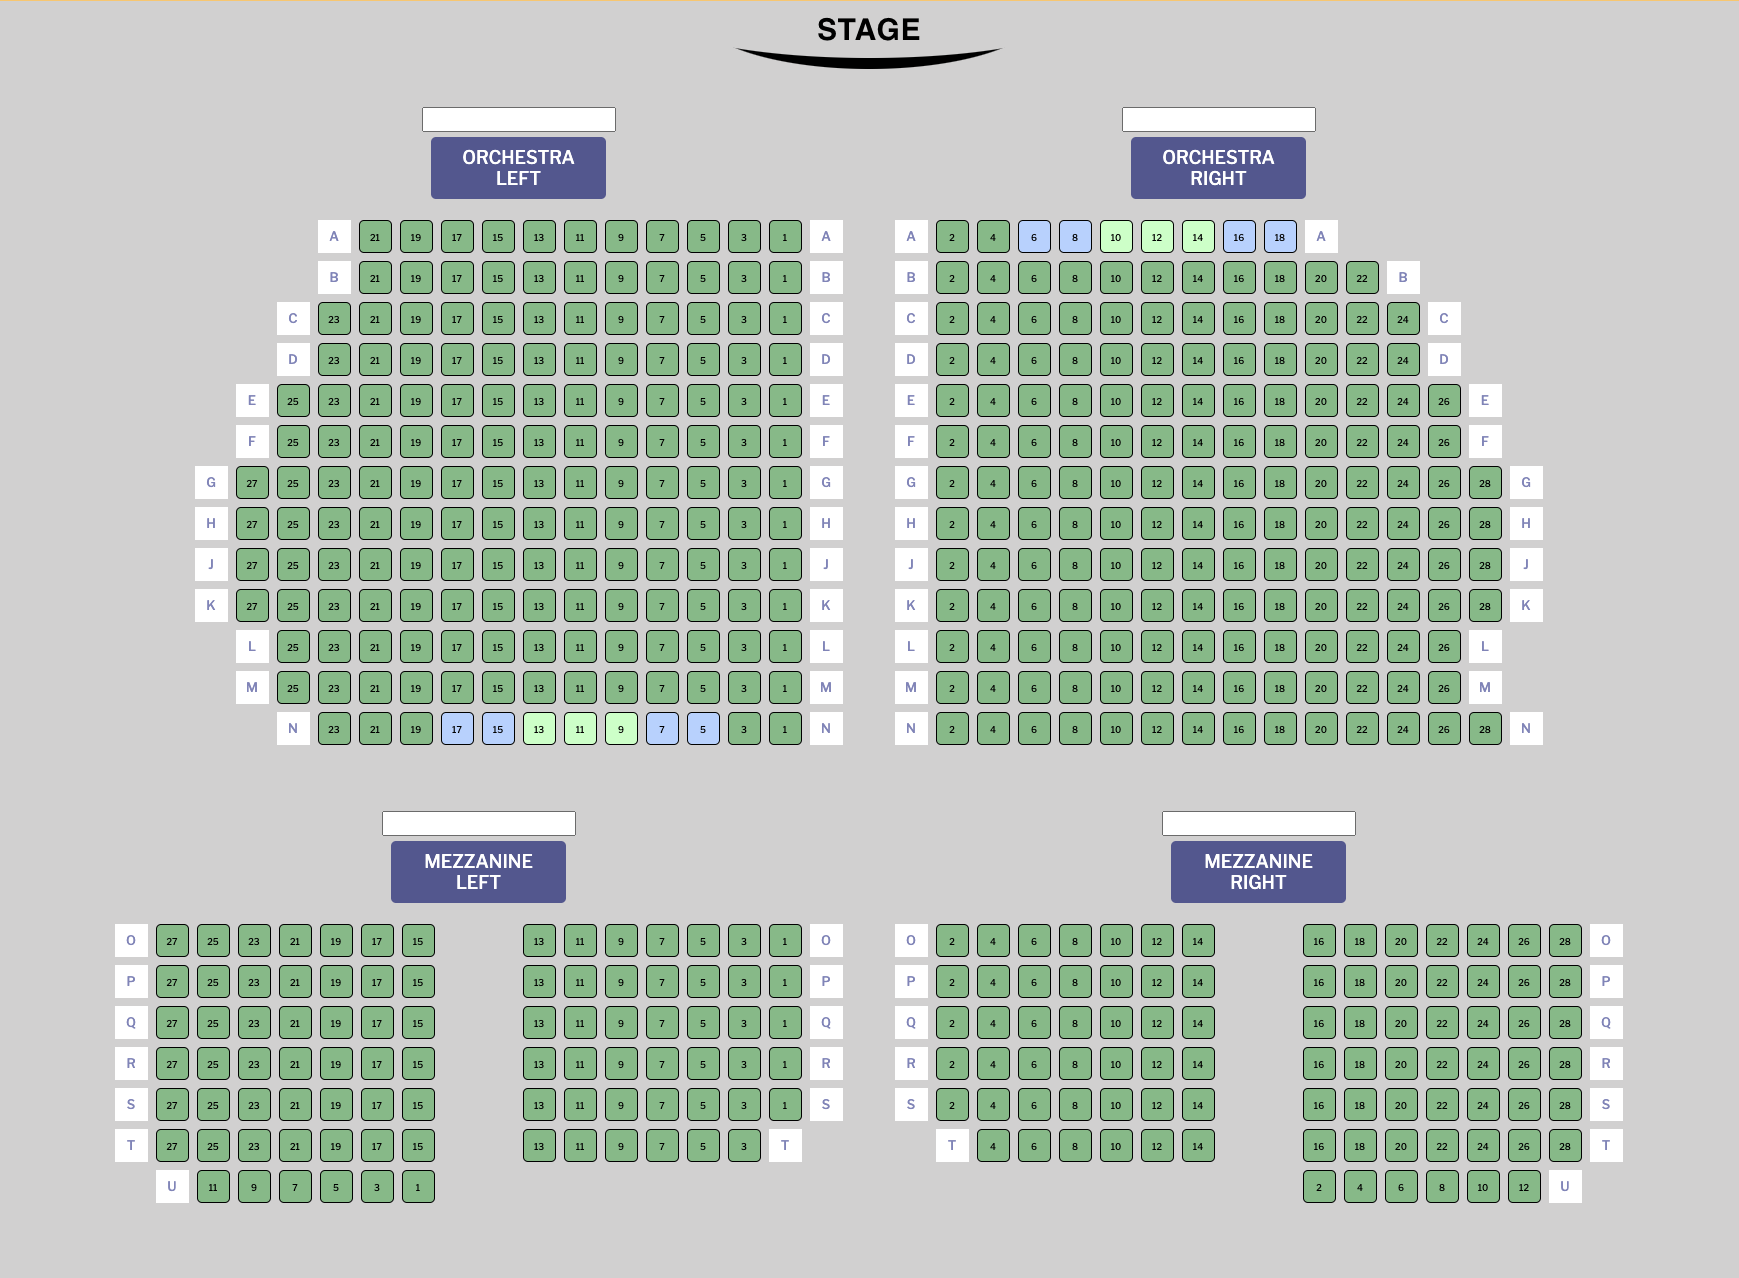 STAGE
ORCHESTRA
LEFT
ORCHESTRA
RIGHT
A 21 19 17 15 13 11 9 7 5 3 1 A A 2 4 6 8 10 12 14 16 18 A
B 21 19 17 15 13 11 9 7 5 3 1 B B 2 4 6 8 10 12 14 16 18 20 22 B
C 23 21 19 17 15 13 11 9 7 5 3 1 C C 2 4 6 8 10 12 14 16 18 20 22 24 C
D 23 21 19 17 15 13 11 9 7 5 3 1 D D 2 4 6 8 10 12 14 16 18 20 22 24 D
E 25 23 21 19 17 15 13 11 9 7 5 3 1 E E 2 4 6 8 10 12 14 16 18 20 22 24 26 E
F 25 23 21 19 17 15 13 11 9 7 5 3 1 F F 2 4 6 8 10 12 14 16 18 20 22 24 26 F
G 27 25 23 21 19 17 15 13 11 9 7 5 3 1 G G 2 4 6 8 10 12 14 16 18 20 22 24 26 28 G
H 27 25 23 21 19 17 15 13 11 9 7 5 3 1 H H 2 4 6 8 10 12 14 16 18 20 22 24 26 28 H
J 27 25 23 21 19 17 15 13 11 9 7 5 3 1 J J 2 4 6 8 10 12 14 16 18 20 22 24 26 28 J
K 27 25 23 21 19 17 15 13 11 9 7 5 3 1 K K 2 4 6 8 10 12 14 16 18 20 22 24 26 28 K
L 25 23 21 19 17 15 13 11 9 7 5 3 1 L L 2 4 6 8 10 12 14 16 18 20 22 24 26 L
M 25 23 21 19 17 15 13 11 9 7 5 3 1 M M 2 4 6 8 10 12 14 16 18 20 22 24 26 M
N 23 21 19 17 15 13 11 9 7 5 3 1 N N 2 4 6 8 10 12 14 16 18 20 22 24 26 28 N
MEZZANINE
LEFT
MEZZANINE
RIGHT
O 27 25 23 21 19 17 15 13 11 9 7 5 3 1 O O 2 4 6 8 10 12 14 16 18 20 22 24 26 28 O
P 27 25 23 21 19 17 15 13 11 9 7 5 3 1 P P 2 4 6 8 10 12 14 16 18 20 22 24 26 28 P
Q 27 25 23 21 19 17 15 13 11 9 7 5 3 1 Q Q 2 4 6 8 10 12 14 16 18 20 22 24 26 28 Q
R 27 25 23 21 19 17 15 13 11 9 7 5 3 1 R R 2 4 6 8 10 12 14 16 18 20 22 24 26 28 R
S 27 25 23 21 19 17 15 13 11 9 7 5 3 1 S S 2 4 6 8 10 12 14 16 18 20 22 24 26 28 S
T 27 25 23 21 19 17 15 13 11 9 7 5 3 T T 4 6 8 10 12 14 16 18 20 22 24 26 28 T
U 11 9 7 5 3 1 2 4 6 8 10 12 U